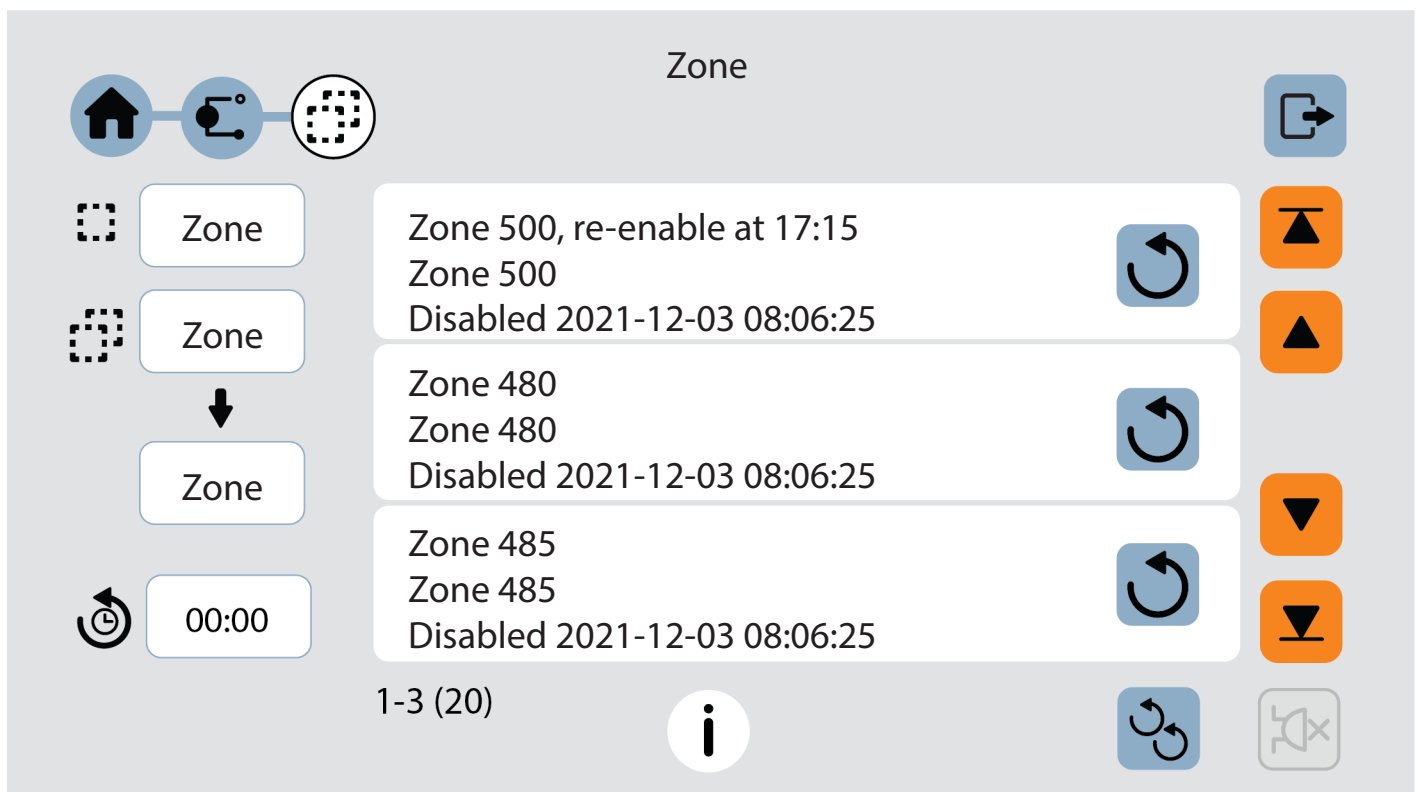 Zone
Zone
Zone
Zone
00:00
Zone 500, re-enable at 17:15
Zone 500
Disabled 2021-12-03 08:06:25
Zone 480
Zone 480
Disabled 2021-12-03 08:06:25
Zone 485
Zone 485
Disabled 2021-12-03 08:06:25
1-3 (20)
i